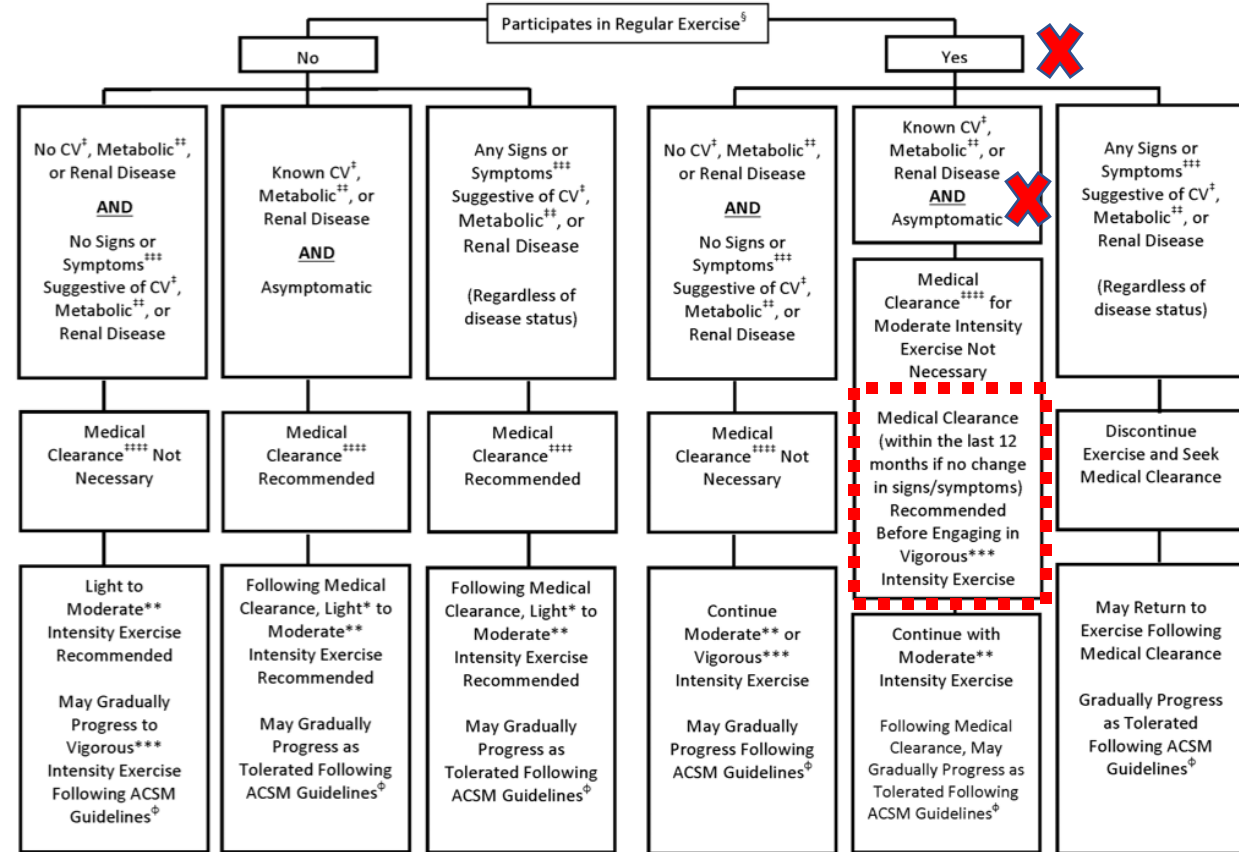 Participates in Regular Exercise§
No
Yes
No CV‡, Metabolic‡‡,
or Renal Disease
AND
No Signs or
Symptoms‡‡‡
Suggestive of CV‡,
Metabolic‡‡, or
Renal Disease
Medical
Clearance‡‡‡‡ Not
Necessary
Light to
Moderate**
Intensity Exercise
Recommended
May Gradually
Progress to
Vigorous***
Intensity Exercise
Following ACSM
Guidelinesᶲ
Known CV‡,
Metabolic‡‡, or
Renal Disease
AND
Asymptomatic
Medical
Clearance‡‡‡‡
Recommended
Following Medical
Clearance, Light* to
Moderate**
Intensity Exercise
Recommended
May Gradually
Progress as
Tolerated Following
ACSM Guidelinesᶲ
Any Signs or
Symptoms‡‡‡
Suggestive of CV‡,
Metabolic‡‡, or
Renal Disease
(Regardless of
disease status)
Medical
Clearance‡‡‡‡
Recommended
Following Medical
Clearance, Light* to
Moderate**
Intensity Exercise
Recommended
May Gradually
Progress as
Tolerated Following
ACSM Guidelinesᶲ
No CV‡, Metabolic‡‡,
or Renal Disease
AND
No Signs or
Symptoms‡‡‡
Suggestive of CV‡,
Metabolic‡‡, or
Renal Disease
Medical
Clearance‡‡‡‡ Not
Necessary
Continue
Moderate** or
Vigorous***
Intensity Exercise
May Gradually
Progress Following
ACSM Guidelinesᶲ
Known CV‡,
Metabolic‡‡, or
Renal Disease
AND
Asymptomatic
Medical
Clearance‡‡‡‡ for
Moderate Intensity
Exercise Not
Necessary
Medical Clearance
(within the last 12
months if no change
in signs/symptoms)
Recommended
Before Engaging in
Vigorous***
Intensity Exercise
Continue with
Moderate**
Intensity Exercise
Following Medical
Clearance, May
Gradually Progress as
Tolerated Following
ACSM Guidelinesᶲ
Any Signs or
Symptoms‡‡‡
Suggestive of CV‡,
Metabolic‡‡, or
Renal Disease
(Regardless of
disease status)
Discontinue
Exercise and Seek
Medical Clearance
May Return to
Exercise Following
Medical Clearance
Gradually Progress
as Tolerated
Following ACSM
Guidelinesᶲ